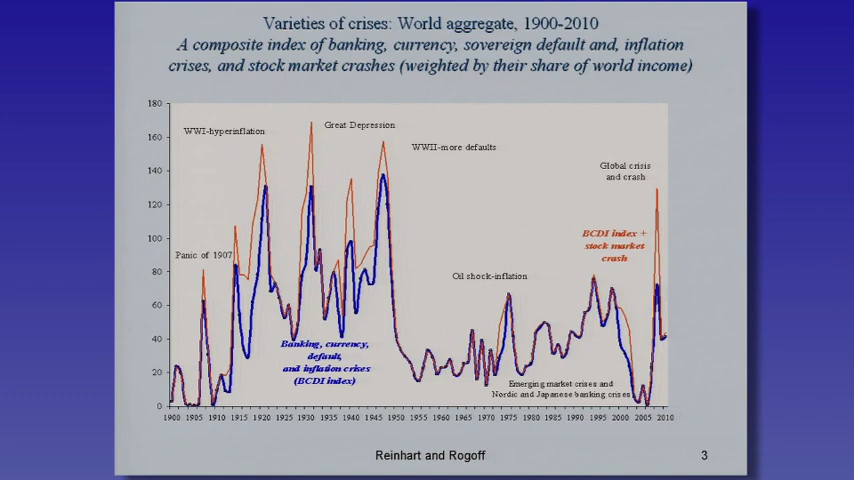 Varieties of crises: World aggregate, 1900-2010
A composite index of banking, currency, sovereign default and, inflation
crises, and stock market crashes (weighted by their share of world income)
180
160
140
120
100
80
60
40
20
0
WWI-hyperinflation
Great Depression
WWII-more defaults
Global crisis
and crash
Panic of 1907
BCDI index +
stock market
crash
Oil shock-inflation
Banking, currency,
default,
and inflation crises
(BCDI index)
Emerging market crises and
Nordic and Japanese banking crises
1900 1905 1910 1915 1920 1925 1930 1935 1940 1945 1950 1955 1960 1965 1970 1975 1980 1985 1990 1995 2000 2005 2010
Reinhart and Rogoff
3